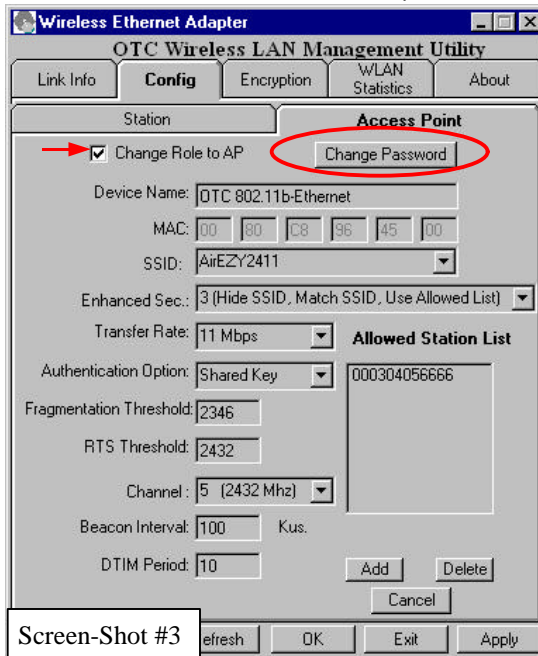 Wireless Ethernet Adapter
OTC Wireless LAN Management Utility
Link Info Config Encryption WLAN Statistics About
Station Access Point
Change Role to AP Change Password
Device Name: OTC 802.11b-Ethernet
MAC: 00 80 C8 96 45 00
SSID: AirEZY2411
Enhanced Sec.: 3 (Hide SSID, Match SSID, Use Allowed List)
Transfer Rate: 11 Mbps Allowed Station List
Authentication Option: Shared Key 000304056666
Fragmentation Threshold: 2346
RTS Threshold: 2432
Channel : 5 (2432 Mhz)
Beacon Interval: 100 Kus.
DTIM Period: 10 Add Delete
Cancel
Screen-Shot #3 efresh OK Exit Apply